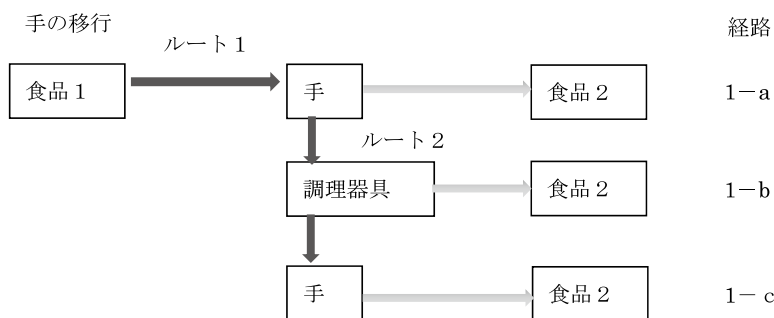 手の移行
ルート1
経路
食品1
手
食品2
1-a
ルート2
調理器具
食品2
1-b
手
食品2
1- c